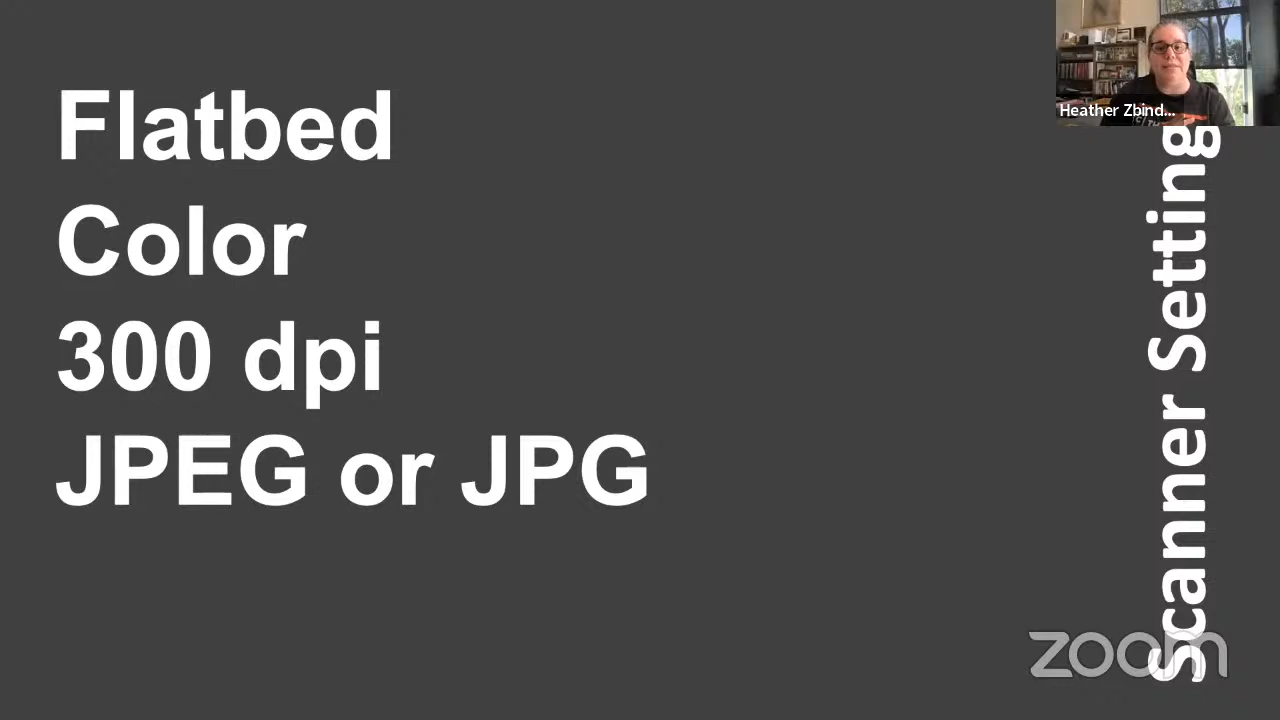 Flatbed
Color
300 dpi
JPEG or JPG
Heather Zbind...
Scanner Setting
zoom